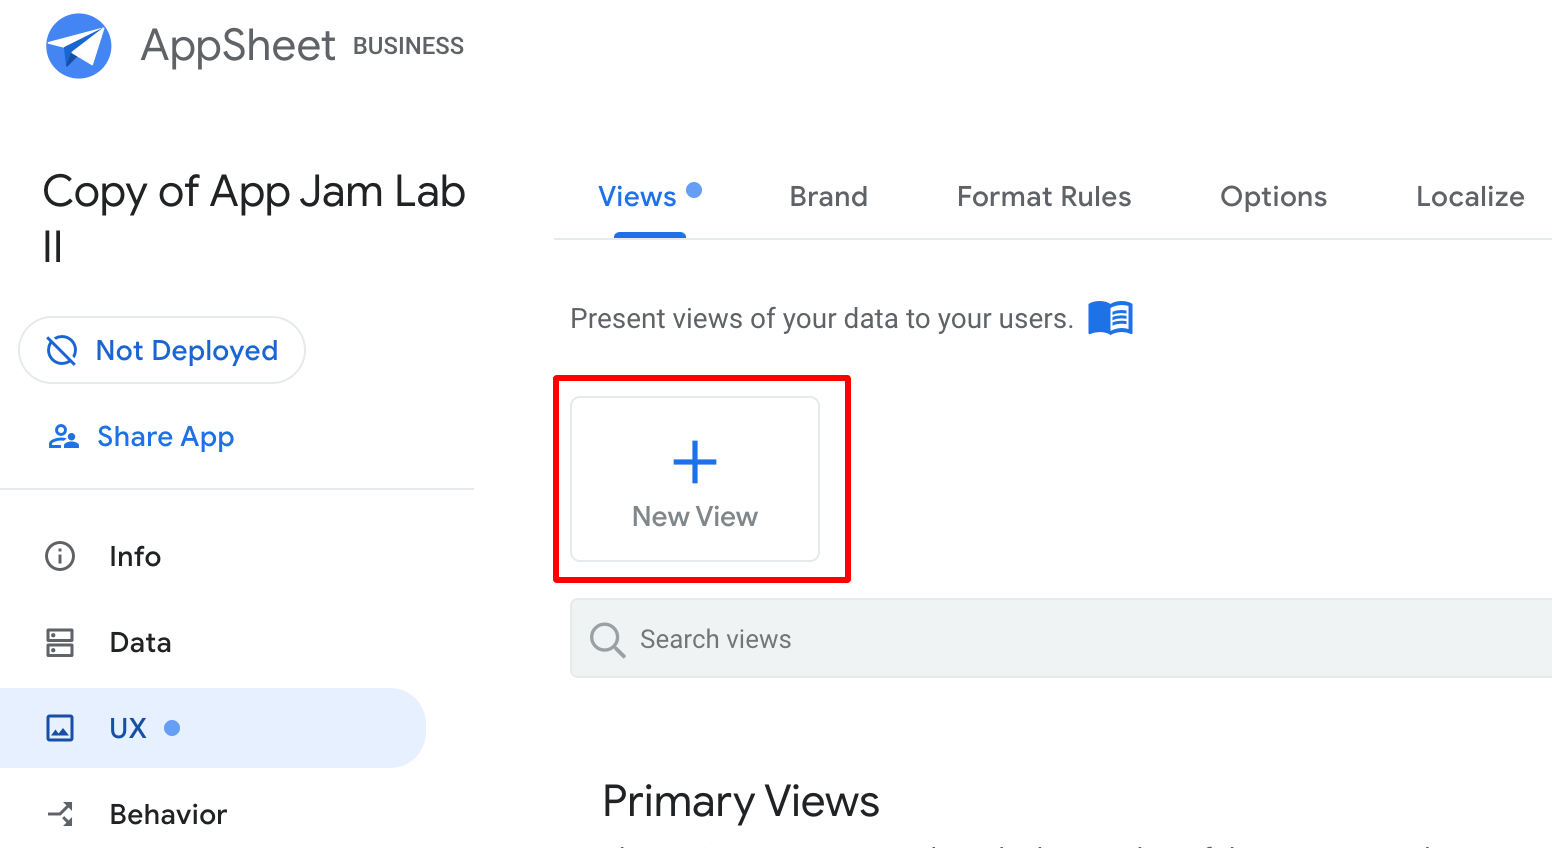 AppSheet BUSINESS
Copy of App Jam Lab
II
Not Deployed
Share App
Info
Data
UX
Behavior
Views
Brand
Format Rules
Options
Localize
Present views of your data to your users.
New View
Search views
Primary Views